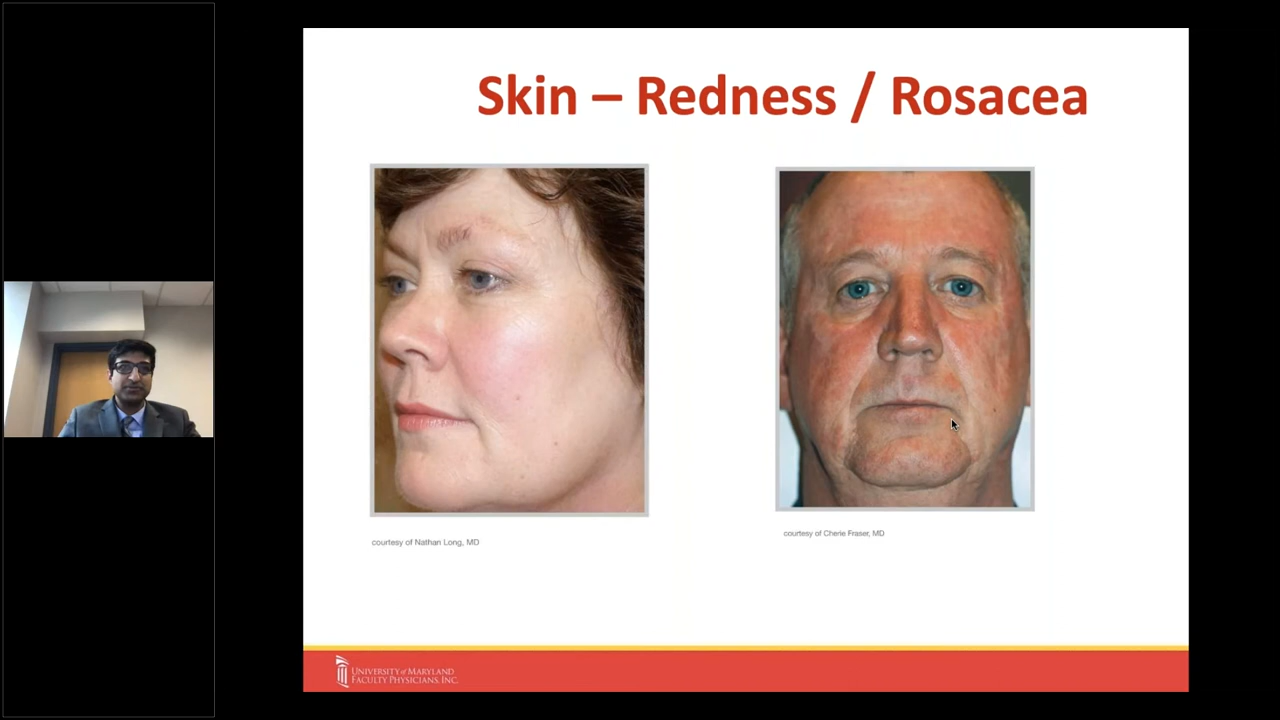 Skin – Redness / Rosacea
courtesy of Nathan Long, MD
courtesy of Cherie Fraser, MD
UNIVERSITY of MARYLAND
FACULTY PHYSICIANS, INC.